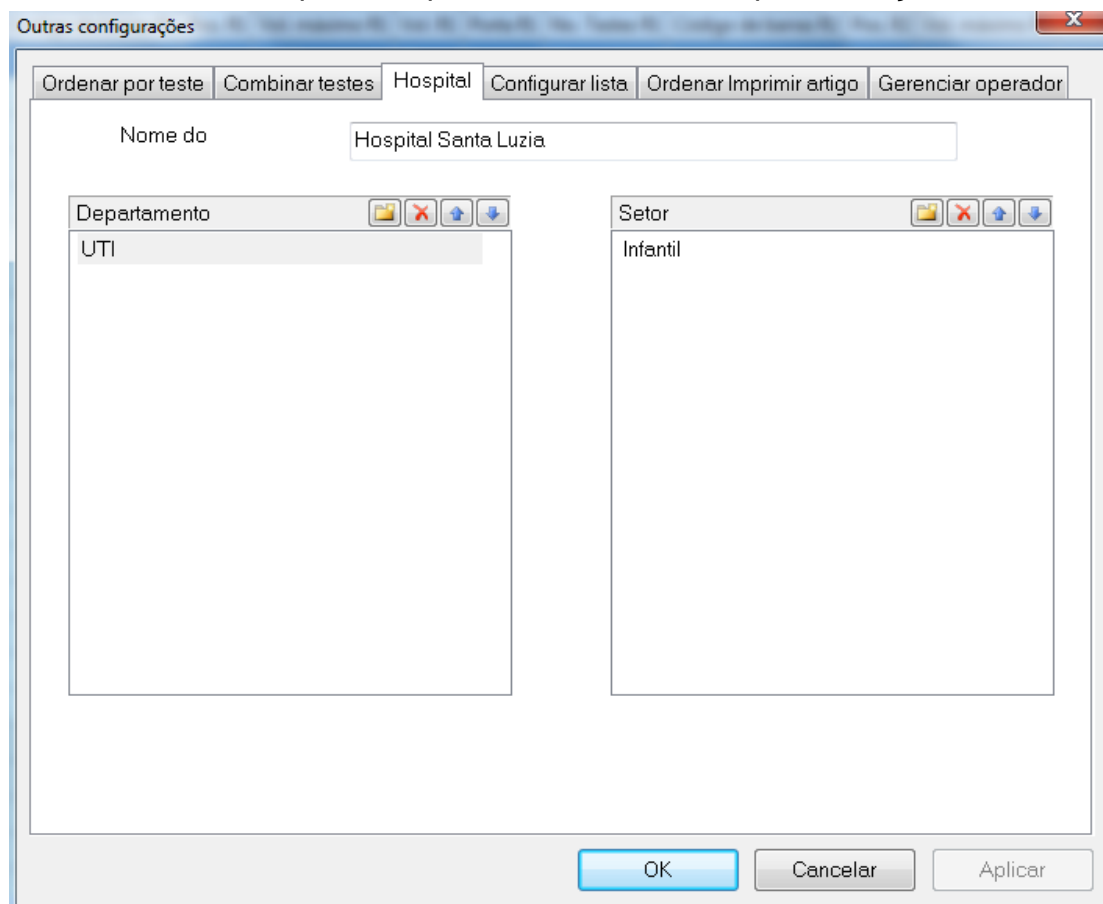 Outras configurações
X
Ordenar por teste Combinar testes Hospital Configurar lista Ordenar Imprimir artigo Gerenciar operador
Nome do Hospital Santa Luzia
Departamento Setor
UTI Infantil
OK Cancelar Aplicar